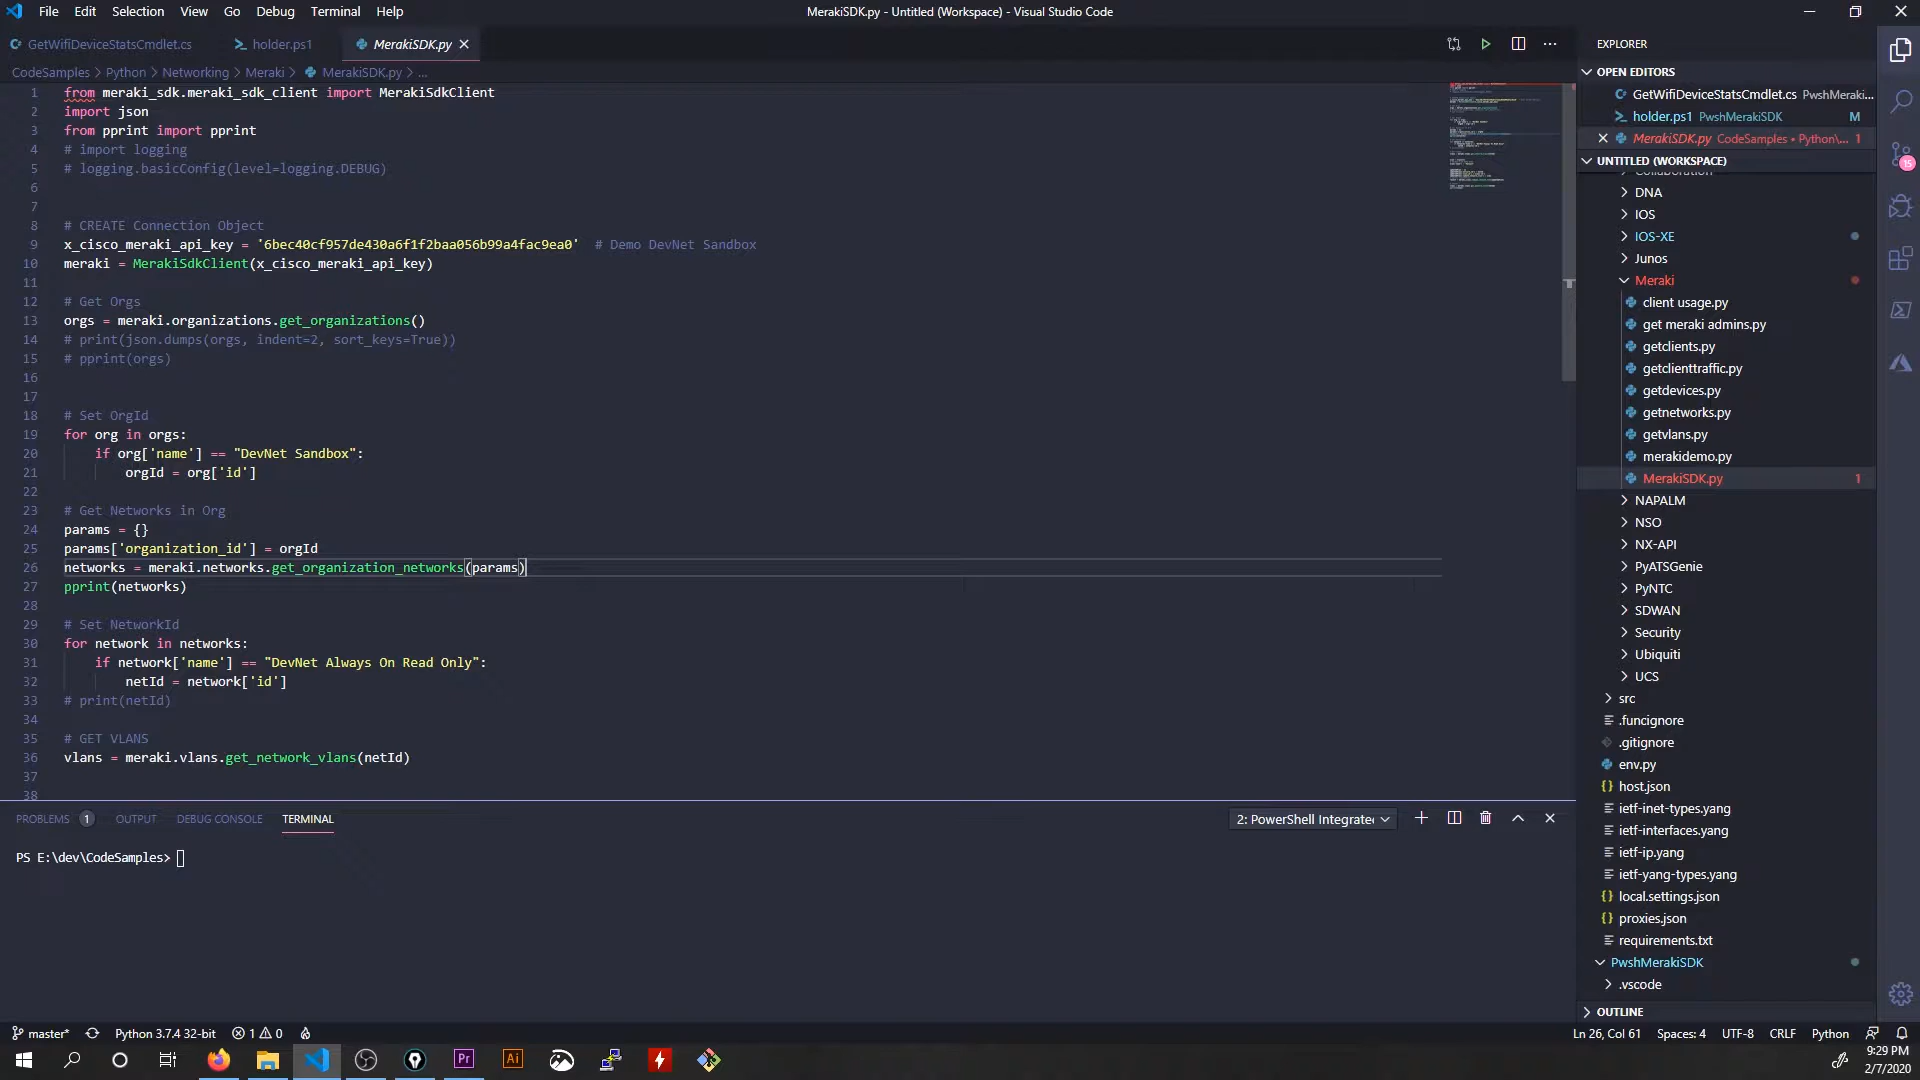 File Edit Selection View Go Debug Terminal Help
MerakiSDK.py - Untitled (Workspace) - Visual Studio Code
GetWifiDeviceStatsCmdlet.cs
holder.ps1
MerakiSDK.py
CodeSamples > Python > Networking > Meraki > MerakiSDK.py > ...
1 from meraki_sdk.meraki_sdk_client import MerakiSdkClient
2 import json
3 from pprint import pprint
4 # import logging
5 # logging.basicConfig(level=logging.DEBUG)
6
7
8 # CREATE Connection Object
9 x_cisco_meraki_api_key = '6bec40cf957de430a6f1f2baa056b99a4fac9ea0'  # Demo DevNet Sandbox
10 meraki = MerakiSdkClient(x_cisco_meraki_api_key)
11
12 # Get Orgs
13 orgs = meraki.organizations.get_organizations()
14 # print(json.dumps(orgs, indent=2, sort_keys=True))
15 # pprint(orgs)
16
17
18 # Set OrgId
19 for org in orgs:
20     if org['name'] == "DevNet Sandbox":
21         orgId = org['id']
22
23 # Get Networks in Org
24 params = {}
25 params['organization_id'] = orgId
26 networks = meraki.networks.get_organization_networks(params)
27 pprint(networks)
28
29 # Set NetworkId
30 for network in networks:
31     if network['name'] == "DevNet Always On Read Only":
32         netId = network['id']
33 # print(netId)
34
35 # GET VLANS
36 vlans = meraki.vlans.get_network_vlans(netId)
37
38
PROBLEMS 1 OUTPUT DEBUG CONSOLE TERMINAL
2: PowerShell Integrate
PS E:\dev\CodeSamples>
EXPLORER
OPEN EDITORS
GetWifiDeviceStatsCmdlet.cs PwshMeraki...
holder.ps1 PwshMerakiSDK M
MerakiSDK.py CodeSamples • Python\... 1
UNTITLED (WORKSPACE)
Collaboration
DNA
IOS
IOS-XE
Junos
Meraki
client usage.py
get meraki admins.py
getclients.py
getclienttraffic.py
getdevices.py
getnetworks.py
getvlans.py
merakidemo.py
MerakiSDK.py 1
NAPALM
NSO
NX-API
PyATSGenie
PyNTC
SDWAN
Security
Ubiquiti
UCS
src
.funcignore
.gitignore
env.py
host.json
ietf-inet-types.yang
ietf-interfaces.yang
ietf-ip.yang
ietf-yang-types.yang
local.settings.json
proxies.json
requirements.txt
PwshMerakiSDK
.vscode
OUTLINE
15
master* Python 3.7.4 32-bit 1 0
Ln 26, Col 61 Spaces: 4 UTF-8 CRLF Python
Pr
Ai
9:29 PM
2/7/2020